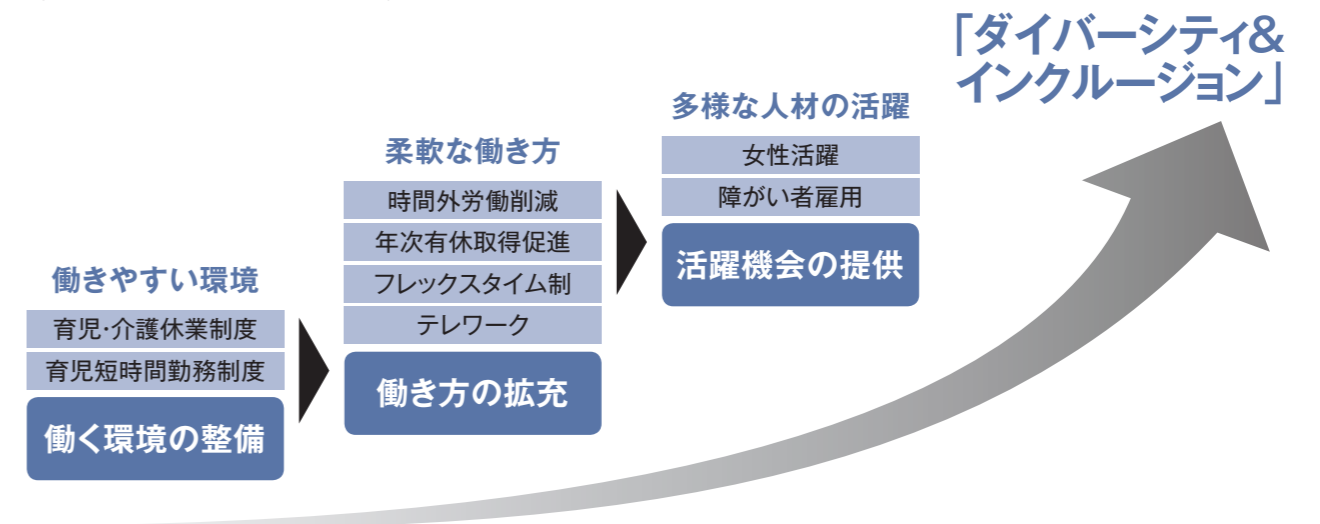 「ダイバーシティ&
インクルージョン」
多様な人材の活躍
女性活躍
障がい者雇用
活躍機会の提供
柔軟な働き方
時間外労働削減
年次有休取得促進
フレックスタイム制
テレワーク
働き方の拡充
働きやすい環境
育児・介護休業制度
育児短時間勤務制度
働く環境の整備